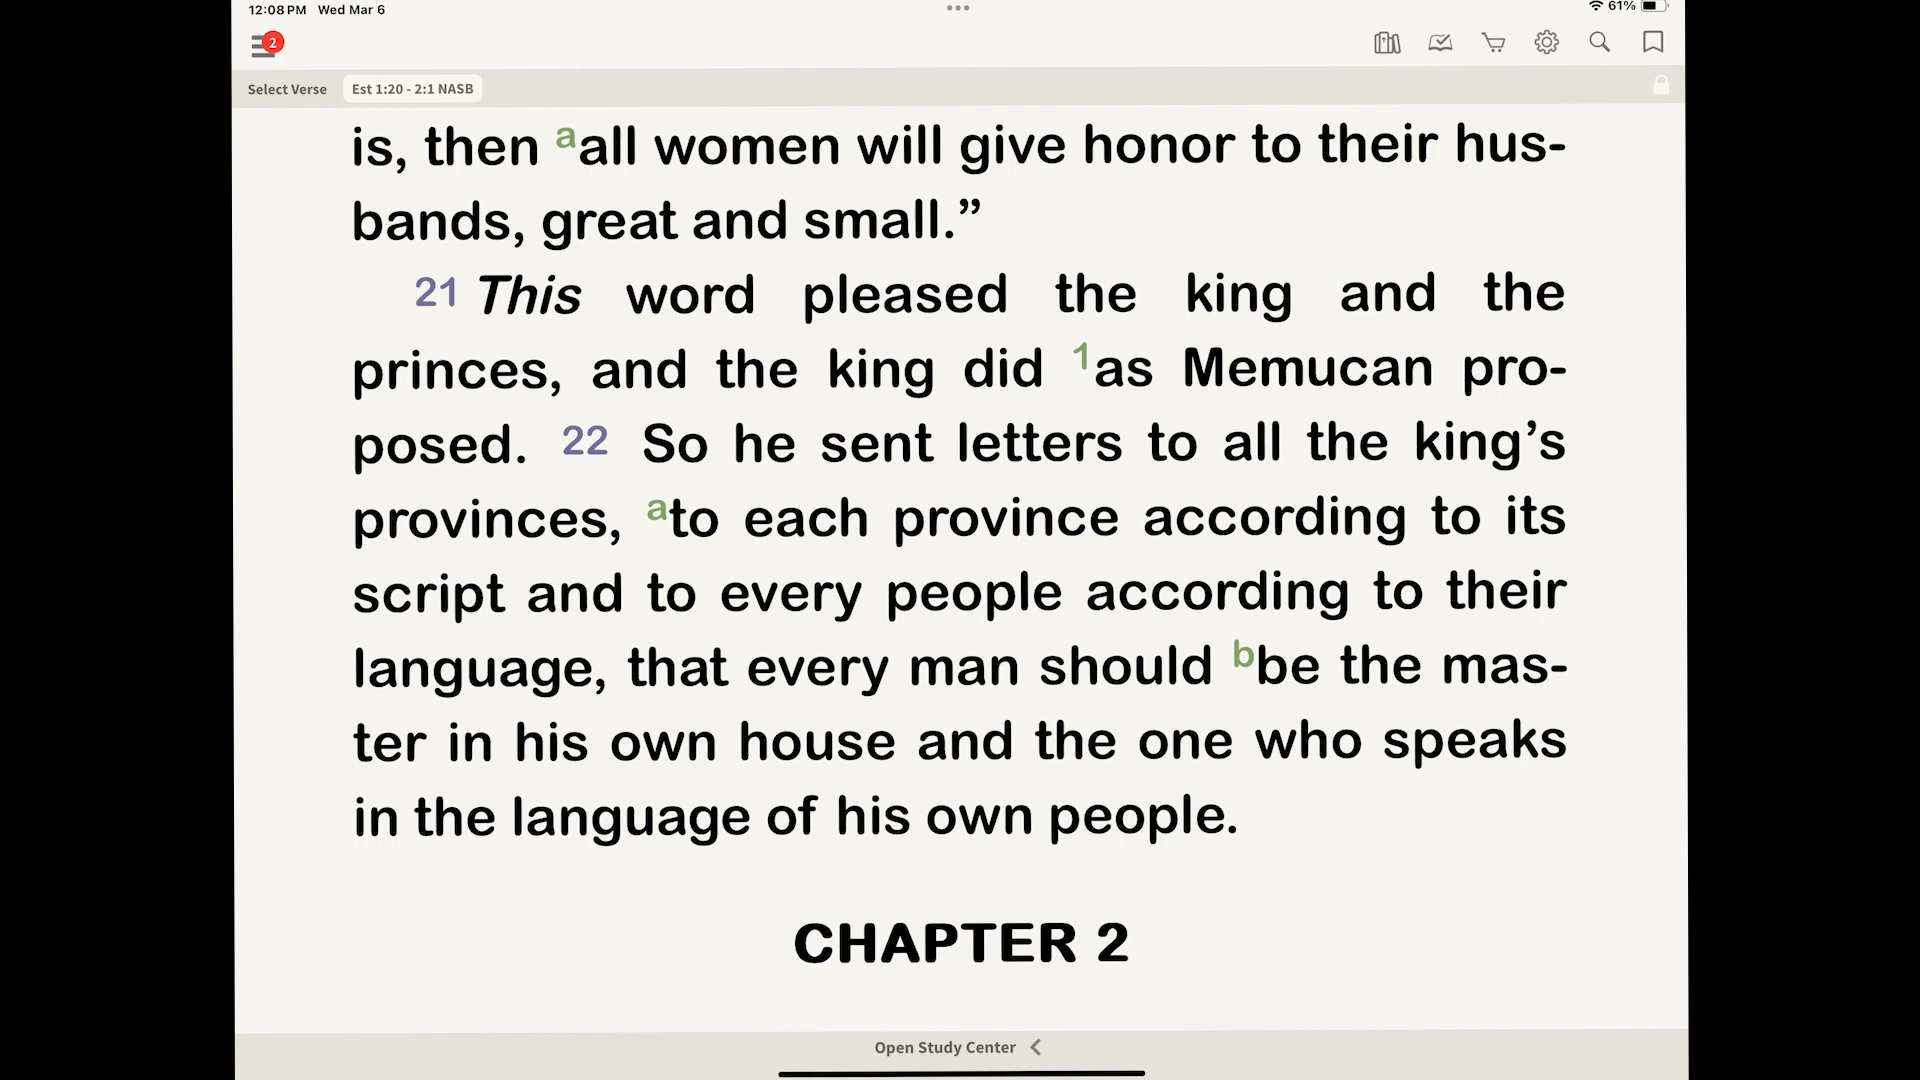 12:08 PM Wed Mar 6
61%
2
Select Verse Est 1:20 - 2:1 NASB
is, then aall women will give honor to their hus-
bands, great and small.”
21 This word pleased the king and the
princes, and the king did 1as Memucan pro-
posed. 22 So he sent letters to all the king’s
provinces, ato each province according to its
script and to every people according to their
language, that every man should bbe the mas-
ter in his own house and the one who speaks
in the language of his own people.
CHAPTER 2
Open Study Center